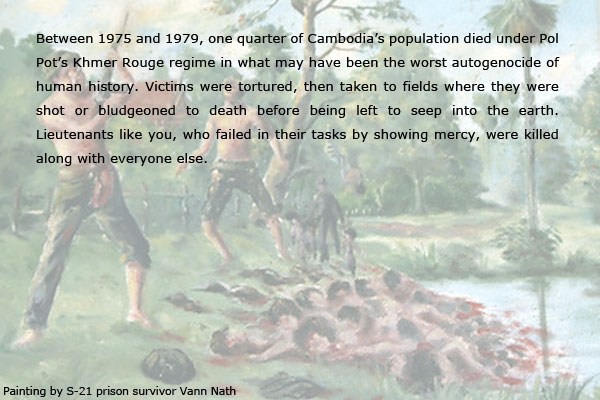 Between 1975 and 1979, one quarter of Cambodia’s population died under Pol
Pot’s Khmer Rouge regime in what may have been the worst autogenocide of
human history. Victims were tortured, then taken to fields where they were
shot or bludgeoned to death before being left to seep into the earth.
Lieutenants like you, who failed in their tasks by showing mercy, were killed
along with everyone else.
Painting by S-21 prison survivor Vann Nath